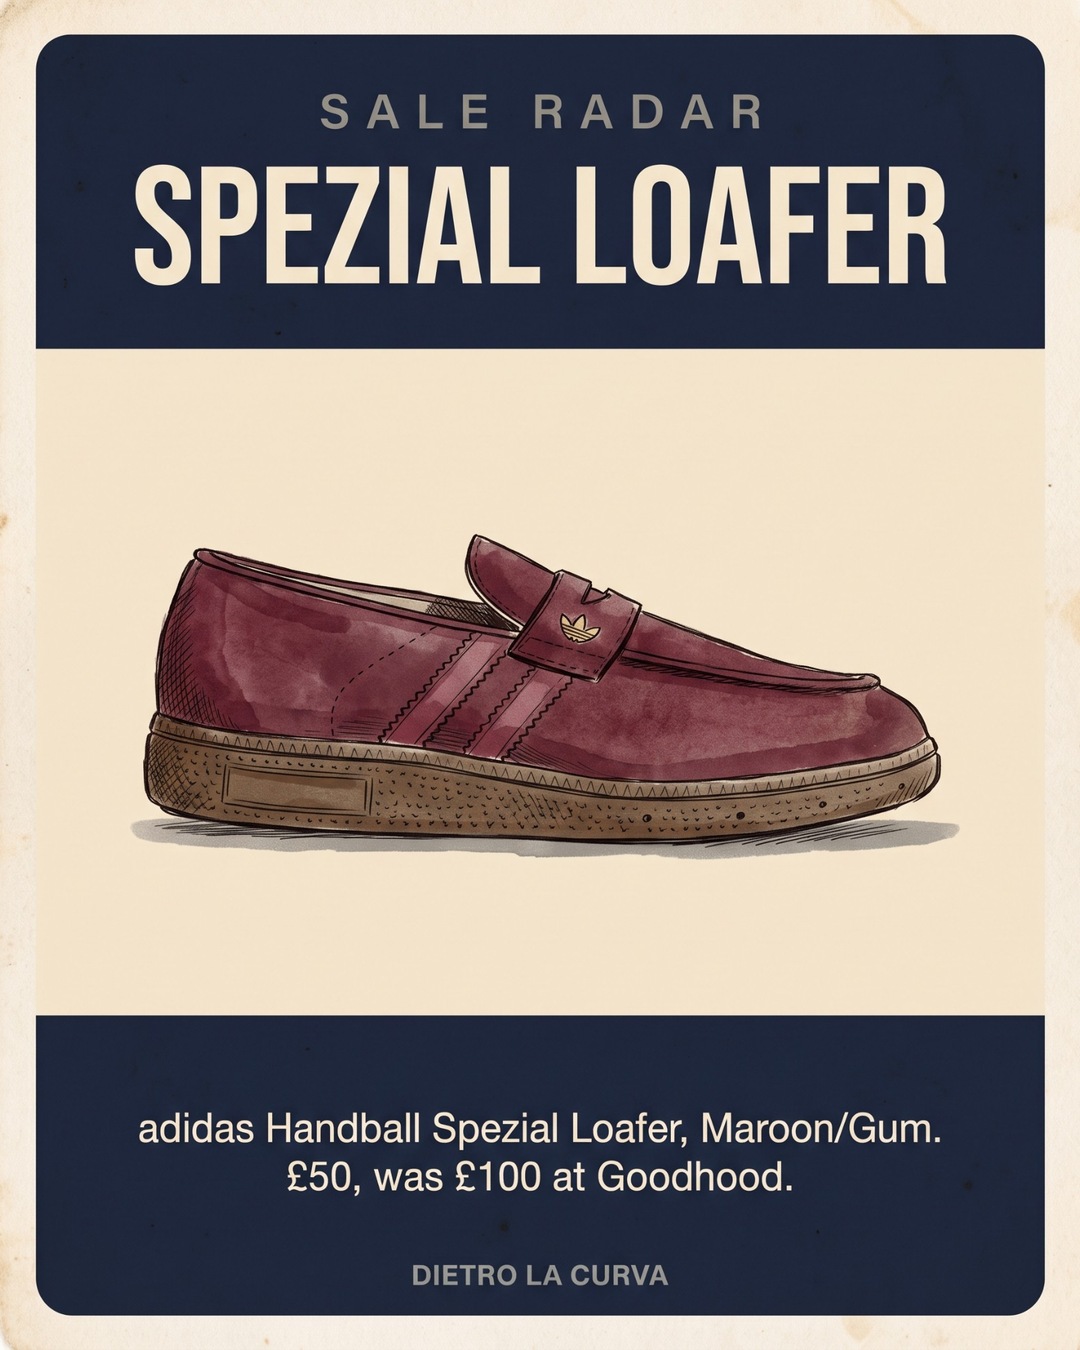 SALE RADAR
SPEZIAL LOAFER
adidas Handball Spezial Loafer, Maroon/Gum.
£50, was £100 at Goodhood.
DIETRO LA CURVA